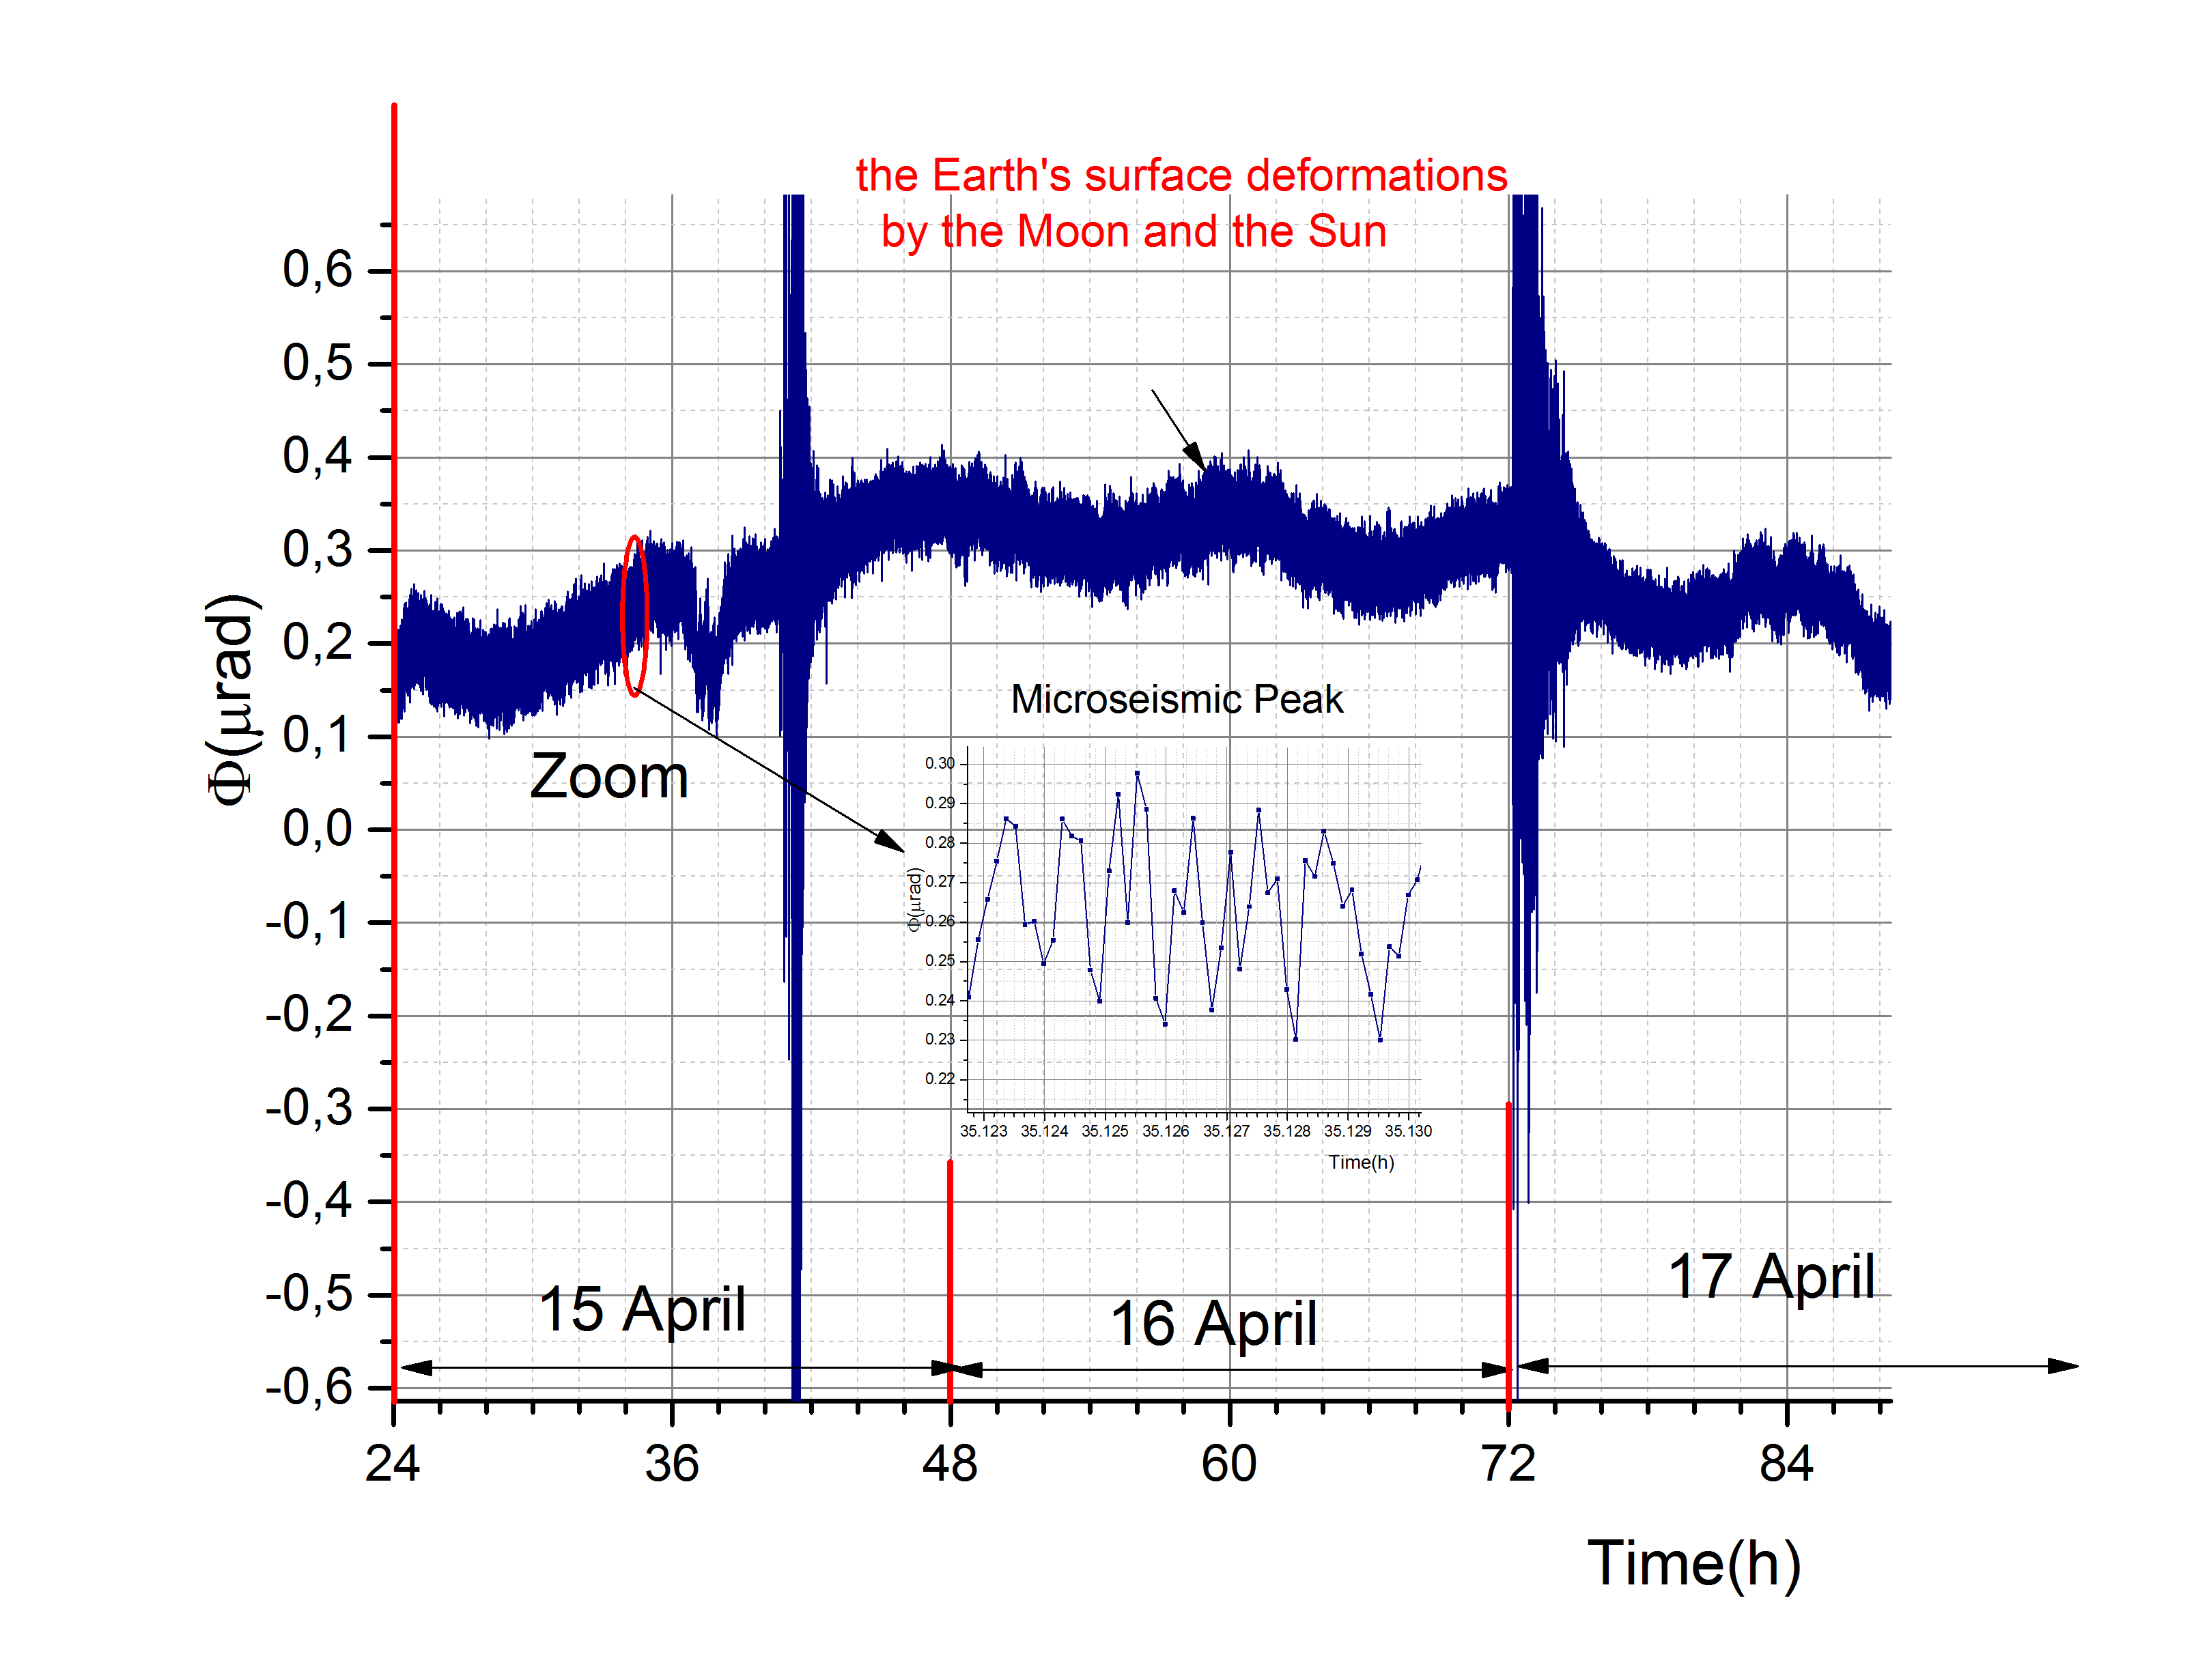 the Earth's surface deformations
by the Moon and the Sun
0,6
0,5
0,4
0,3
0,2
0,1
0,0
-0,1
-0,2
-0,3
-0,4
-0,5
-0,6
Φ(μrad)
Zoom
Microseismic Peak
0.30
0.29
0.28
0.27
0.26
0.25
0.24
0.23
0.22
Φ(μrad)
35.123 35.124 35.125 35.126 35.127 35.128 35.129 35.130
Time(h)
15 April
16 April
17 April
24 36 48 60 72 84
Time(h)